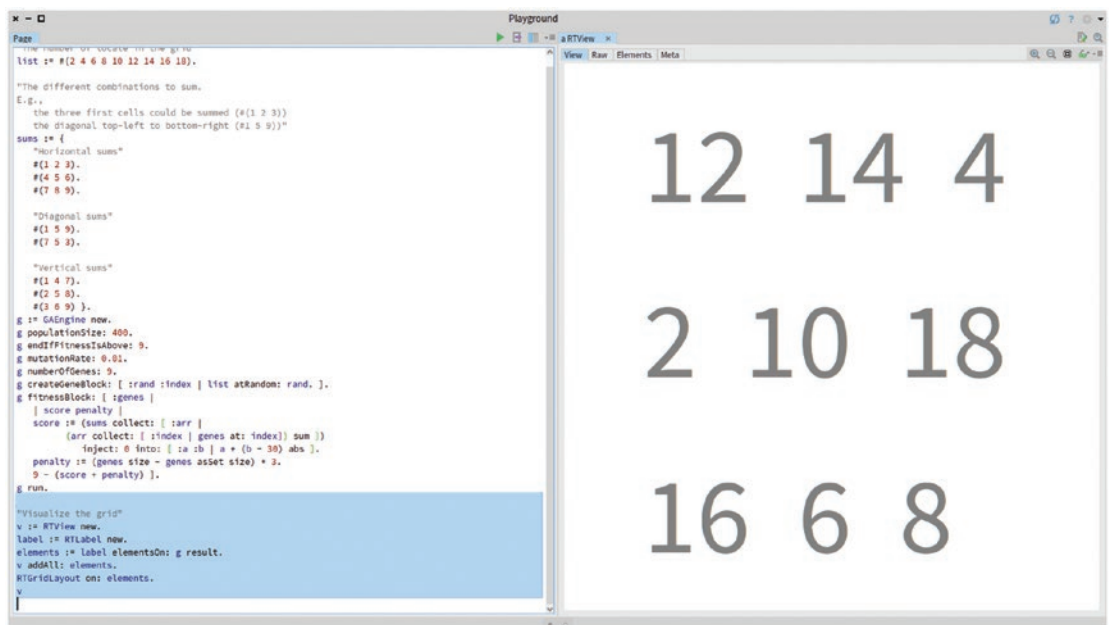 Playground
Page
a RTView
View Raw Elements Meta
"The number of locate in the grid
list := #(2 4 6 8 10 12 14 16 18).
"The different combinations to sum.
E.g.,
the three first cells could be summed (#(1 2 3))
the diagonal top-left to bottom-right (#1 5 9))"
sums := {
"Horizontal sums"
#(1 2 3).
#(4 5 6).
#(7 8 9).
"Diagonal sums"
#(1 5 9).
#(7 5 3).
"Vertical sums"
#(1 4 7).
#(2 5 8).
#(3 6 9) }.
g := GAEngine new.
g populationSize: 400.
g endIfFitnessIsAbove: 9.
g mutationRate: 0.01.
g numberOfGenes: 9.
g createGeneBlock: [ :rand :index | list atRandom: rand. ].
g fitnessBlock: [ :genes |
| score penalty |
score := (sums collect: [ :arr |
(arr collect: [ :index | genes at: index]) sum ])
inject: 0 into: [ :a :b | a + (b - 30) abs ].
penalty := (genes size - genes asSet size) * 3.
9 - (score + penalty) ].
g run.
"Visualize the grid"
v := RTView new.
label := RTLabel new.
elements := label elementsOn: g result.
v addAll: elements.
RTGridLayout on: elements.
v
12 14 4
2 10 18
16 6 8